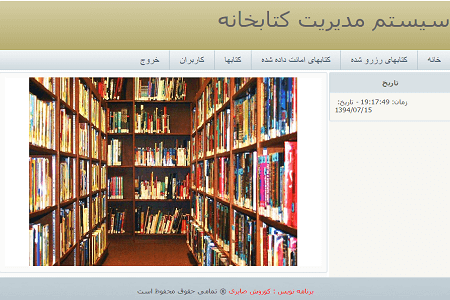 سیستم مدیریت کتابخانه
خانه کتابهای رزرو شده کتابهای امانت داده شده کتابها کاربران خروج
تاریخ
زمان: 19:17:49 - تاریخ:
1394/07/15
برنامه نویس : کوروش صابری @ تمامی حقوق محفوظ است